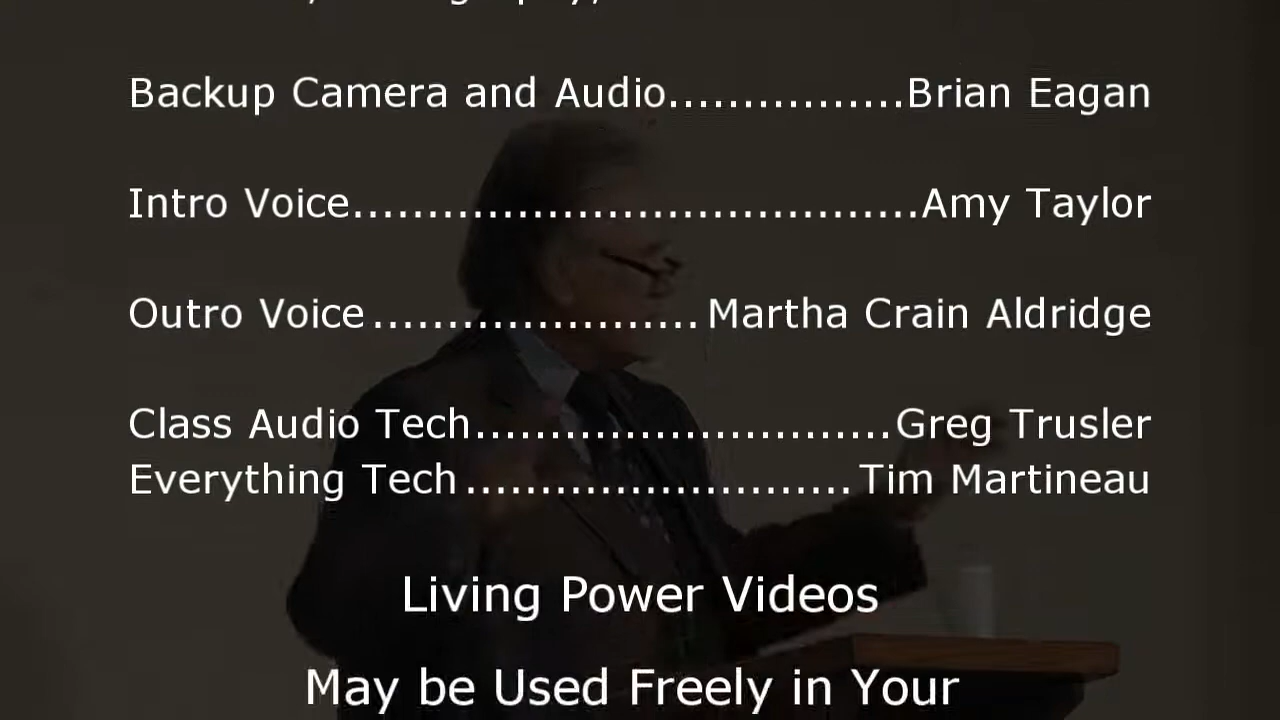 Backup Camera and Audio................Brian Eagan
Intro Voice......................................Amy Taylor
Outro Voice......................Martha Crain Aldridge
Class Audio Tech............................Greg Trusler
Everything Tech..........................Tim Martineau
Living Power Videos
May be Used Freely in Your